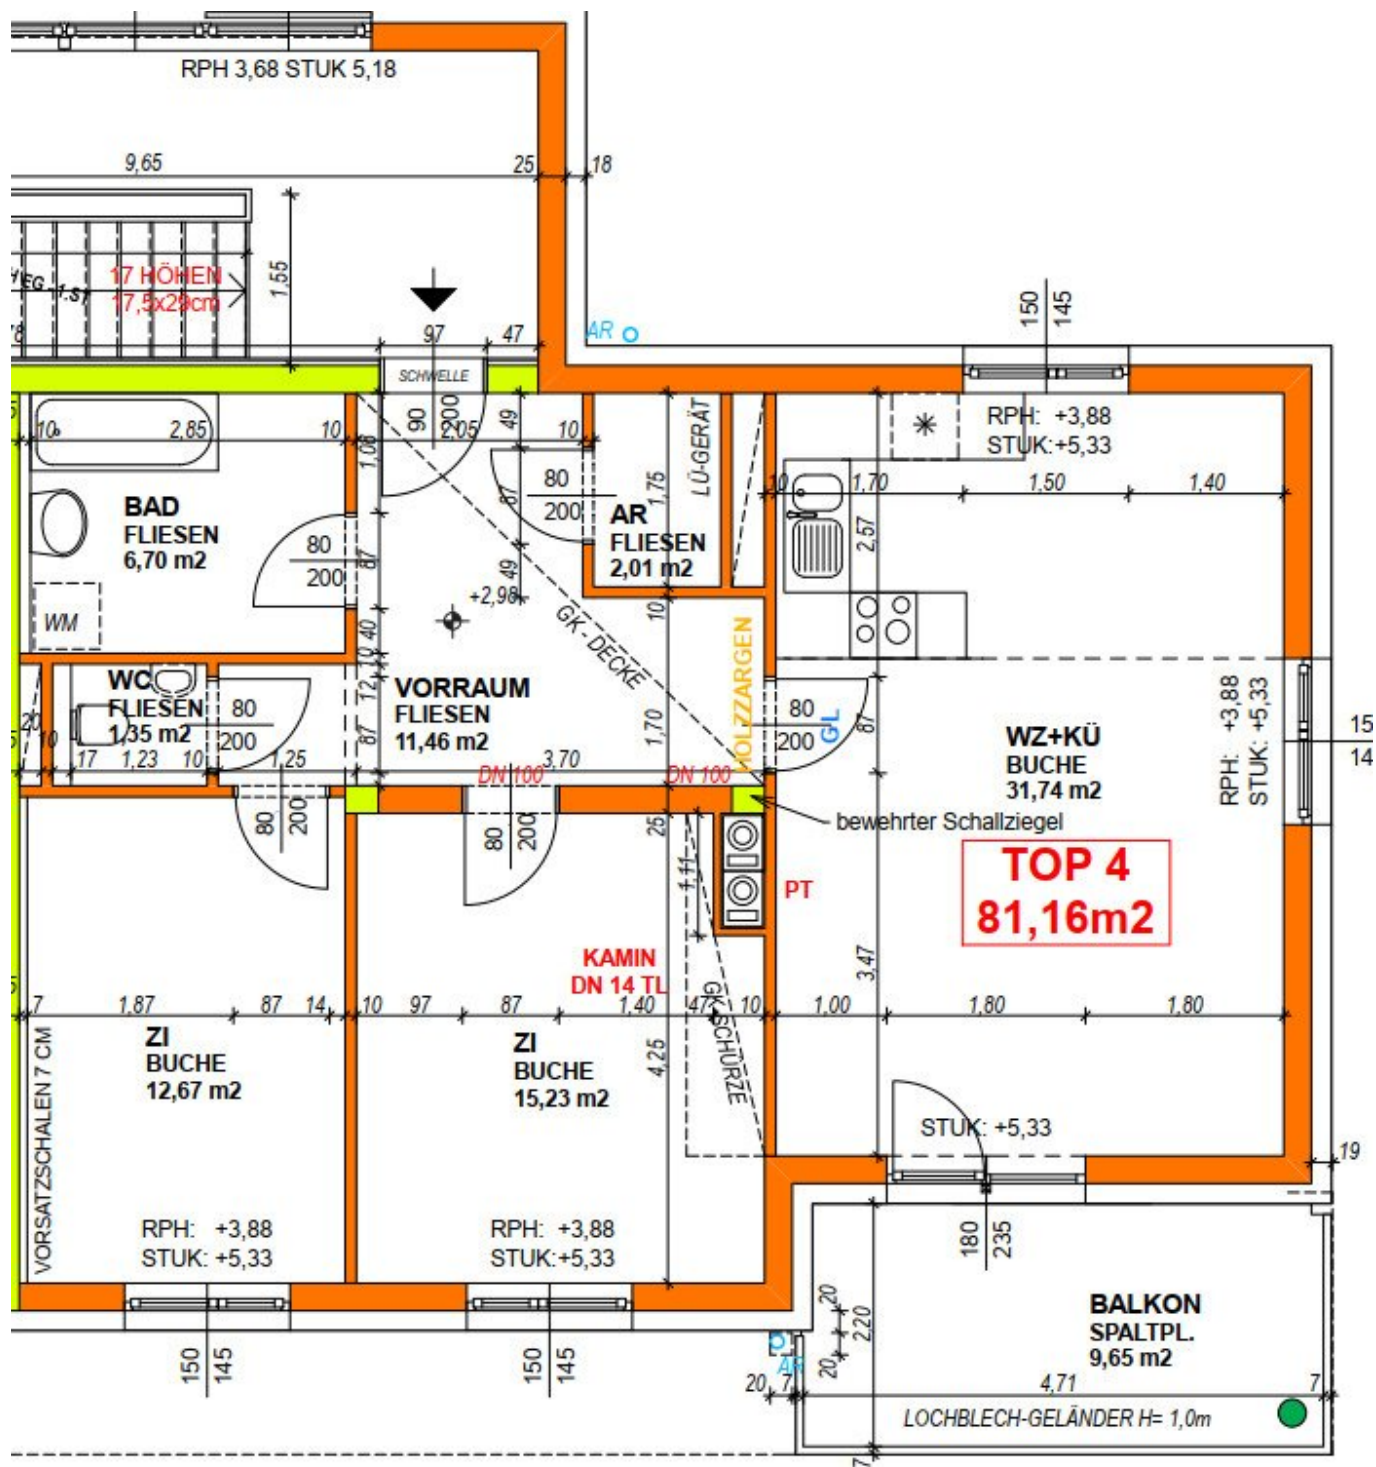 RPH 3,68 STUK 5,18
9,65
25
18
1,55
17 HÖHEN
17,5x29cm
EG - 1.ST
78
97
47
AR
150
145
SCHWELLE
90
200
49
10
2,85
10
1,08
2,05
10
LÜ-GERÄT
1,75
RPH: +3,88
STUK:+5,33
10
1,70
1,50
1,40
2,57
BAD
FLIESEN
6,70 m2
80
200
87
80
200
87
AR
FLIESEN
2,01 m2
49
+2,98
GK - DECKE
WM
40
10
10
HOLZZARGEN
WC
FLIESEN
1,35 m2
80
200
12
87
VORRAUM
FLIESEN
11,46 m2
1,70
80
200
GL
87
WZ+KÜ
BUCHE
31,74 m2
RPH: +3,88
STUK: +5,33
15
14
20
10
17
1,23
10
1,25
3,70
DN 100
DN 100
80
200
80
200
25
1,11
bewehrter Schallziegel
TOP 4
81,16m2
PT
KAMIN
DN 14 TL
3,47
7
1,87
87
14
10
97
87
1,40
47
10
1,00
1,80
1,80
GK-SCHÜRZE
ZI
BUCHE
12,67 m2
ZI
BUCHE
15,23 m2
4,25
VORSATZSCHALEN 7 CM
STUK: +5,33
19
RPH: +3,88
STUK: +5,33
RPH: +3,88
STUK:+5,33
180
235
20
2,20
20
BALKON
SPALTPL.
9,65 m2
150
145
150
145
AR
20
7
4,71
7
LOCHBLECH-GELÄNDER H= 1,0m
7